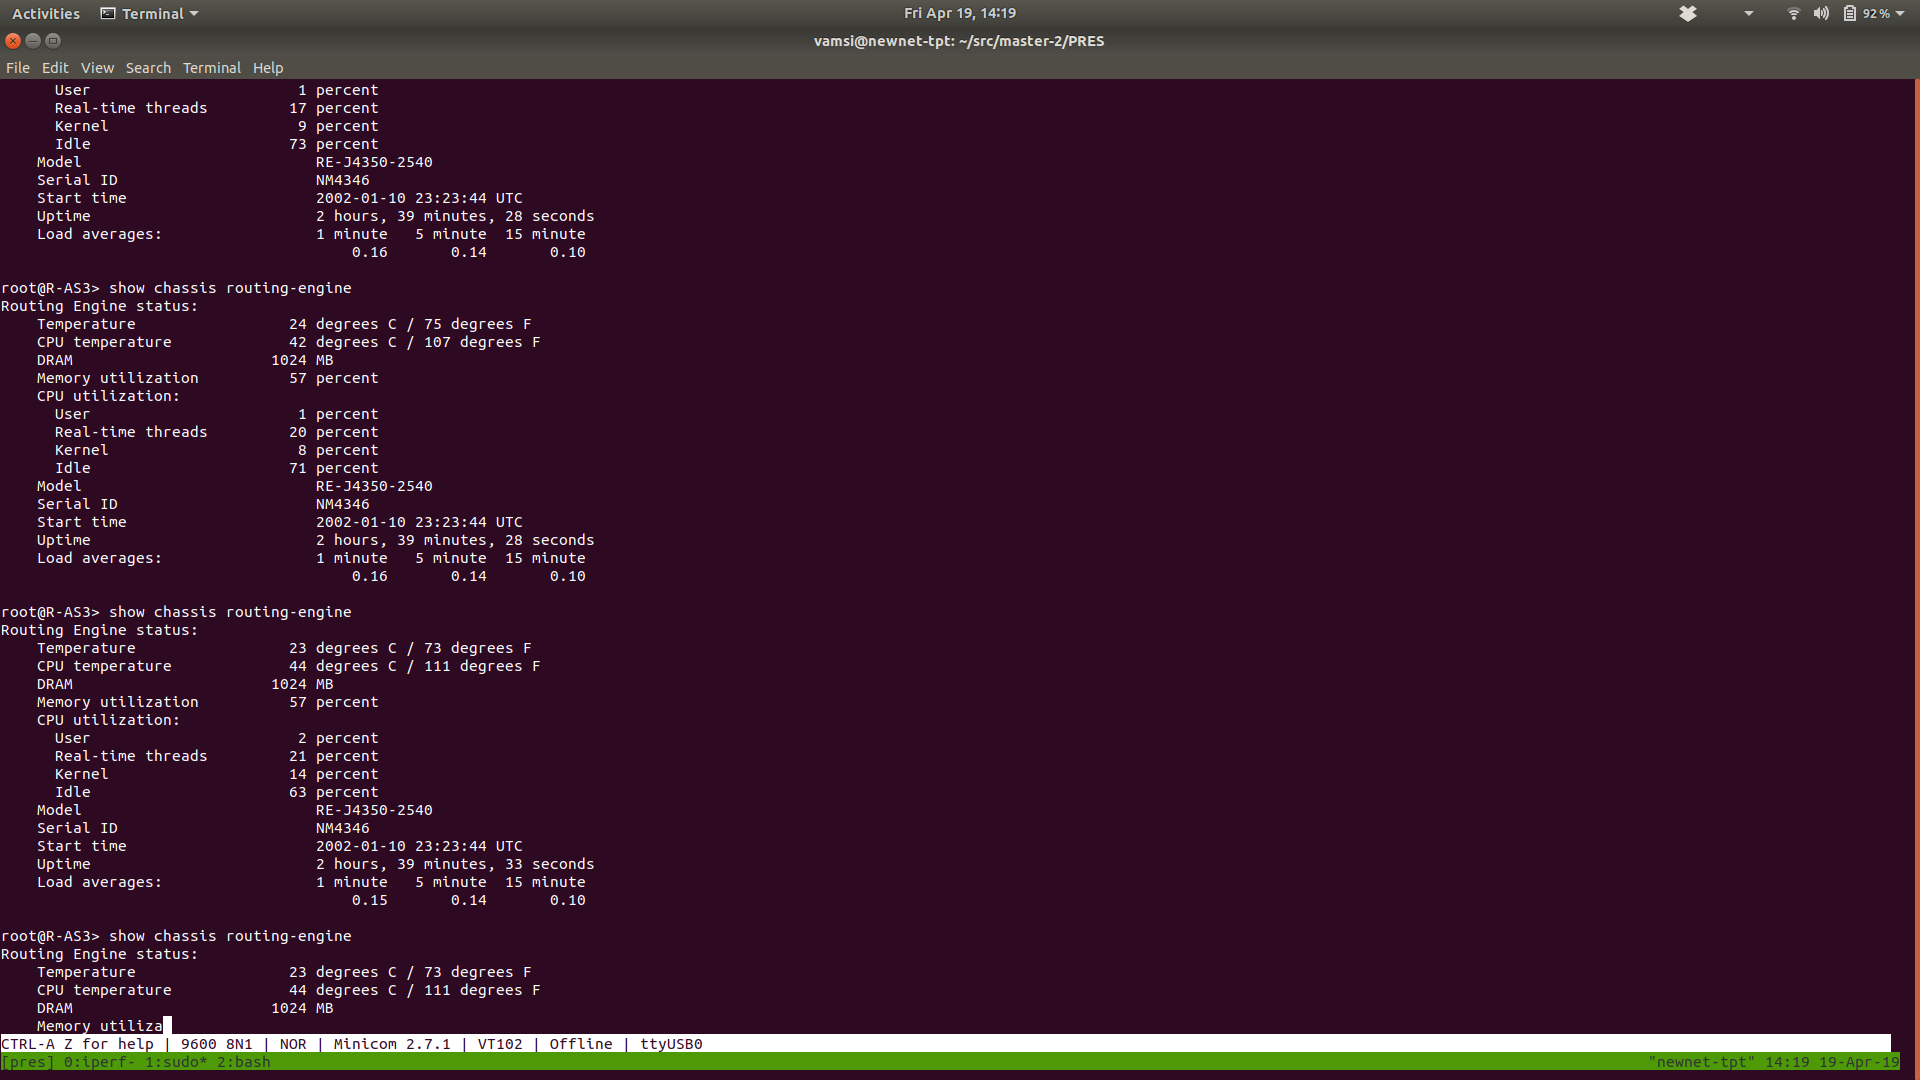 Activities Terminal Fri Apr 19, 14:19 92 %
vamsi@newnet-tpt: ~/src/master-2/PRES
File Edit View Search Terminal Help
User 1 percent
Real-time threads 17 percent
Kernel 9 percent
Idle 73 percent
Model RE-J4350-2540
Serial ID NM4346
Start time 2002-01-10 23:23:44 UTC
Uptime 2 hours, 39 minutes, 28 seconds
Load averages: 1 minute 5 minute 15 minute
0.16 0.14 0.10
root@R-AS3> show chassis routing-engine
Routing Engine status:
Temperature 24 degrees C / 75 degrees F
CPU temperature 42 degrees C / 107 degrees F
DRAM 1024 MB
Memory utilization 57 percent
CPU utilization:
User 1 percent
Real-time threads 20 percent
Kernel 8 percent
Idle 71 percent
Model RE-J4350-2540
Serial ID NM4346
Start time 2002-01-10 23:23:44 UTC
Uptime 2 hours, 39 minutes, 28 seconds
Load averages: 1 minute 5 minute 15 minute
0.16 0.14 0.10
root@R-AS3> show chassis routing-engine
Routing Engine status:
Temperature 23 degrees C / 73 degrees F
CPU temperature 44 degrees C / 111 degrees F
DRAM 1024 MB
Memory utilization 57 percent
CPU utilization:
User 2 percent
Real-time threads 21 percent
Kernel 14 percent
Idle 63 percent
Model RE-J4350-2540
Serial ID NM4346
Start time 2002-01-10 23:23:44 UTC
Uptime 2 hours, 39 minutes, 33 seconds
Load averages: 1 minute 5 minute 15 minute
0.15 0.14 0.10
root@R-AS3> show chassis routing-engine
Routing Engine status:
Temperature 23 degrees C / 73 degrees F
CPU temperature 44 degrees C / 111 degrees F
DRAM 1024 MB
Memory utiliza
CTRL-A Z for help | 9600 8N1 | NOR | Minicom 2.7.1 | VT102 | Offline | ttyUSB0
[pres] 0:iperf- 1:sudo* 2:bash "newnet-tpt" 14:19 19-Apr-19